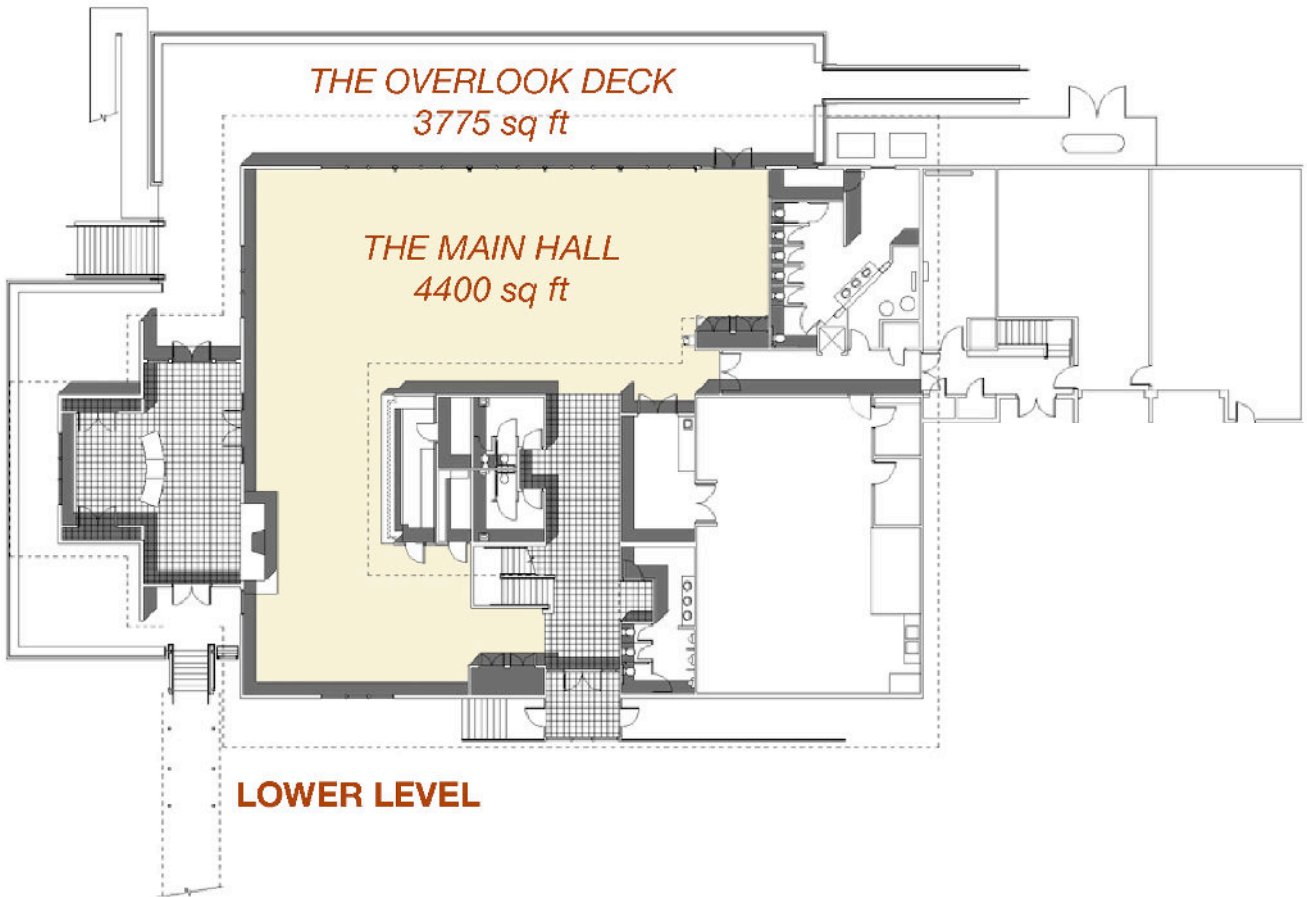 THE OVERLOOK DECK
3775 sq ft
THE MAIN HALL
4400 sq ft
LOWER LEVEL